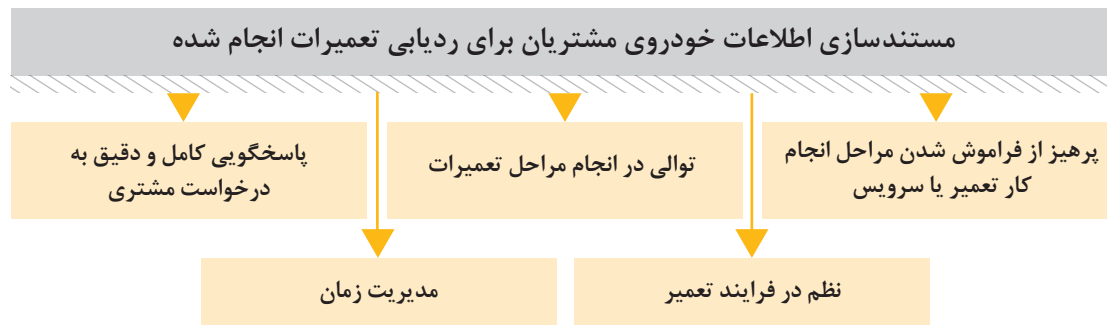 مستندسازی اطلاعات خودروی مشتریان برای ردیابی تعمیرات انجام شده
پرهیز از فراموش شدن مراحل انجام
کار تعمیر یا سرویس
توالی در انجام مراحل تعمیرات
پاسخگویی کامل و دقیق به
درخواست مشتری
نظم در فرایند تعمیر
مدیریت زمان